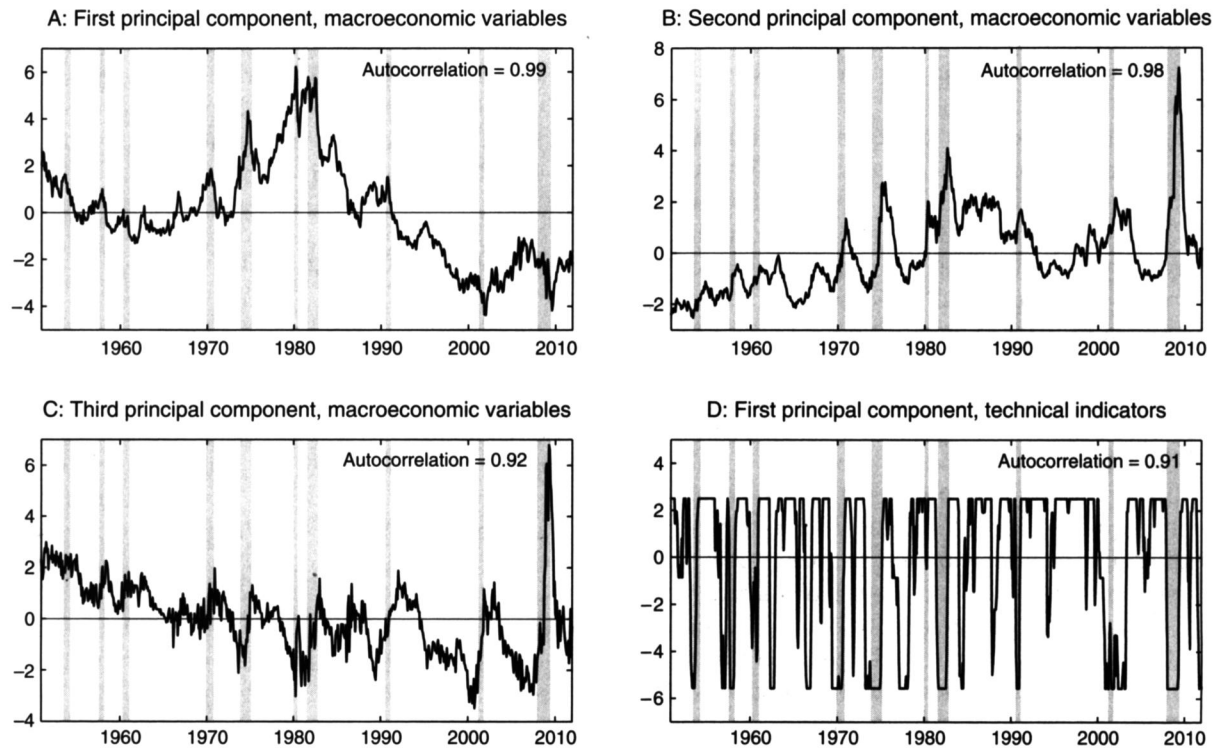 A: First principal component, macroeconomic variables
Autocorrelation = 0.99
6
4
2
0
−2
−4
1960 1970 1980 1990 2000 2010
B: Second principal component, macroeconomic variables
Autocorrelation = 0.98
8
6
4
2
0
−2
1960 1970 1980 1990 2000 2010
C: Third principal component, macroeconomic variables
Autocorrelation = 0.92
6
4
2
0
−2
−4
1960 1970 1980 1990 2000 2010
D: First principal component, technical indicators
Autocorrelation = 0.91
4
2
0
−2
−4
−6
1960 1970 1980 1990 2000 2010